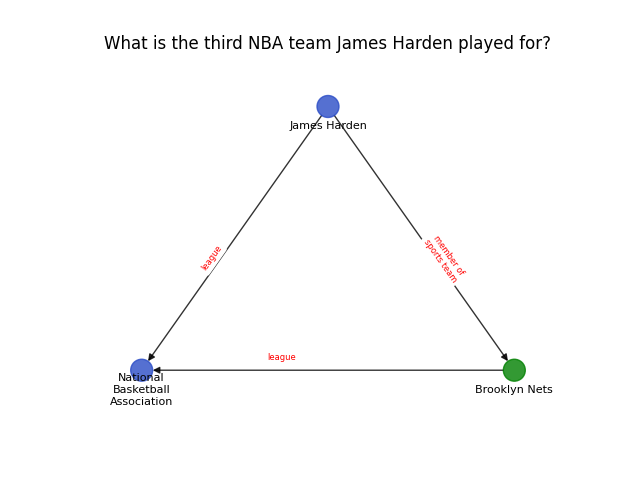 What is the third NBA team James Harden played for?
James Harden
league
member of
sports team
league
National
Basketball
Association
Brooklyn Nets